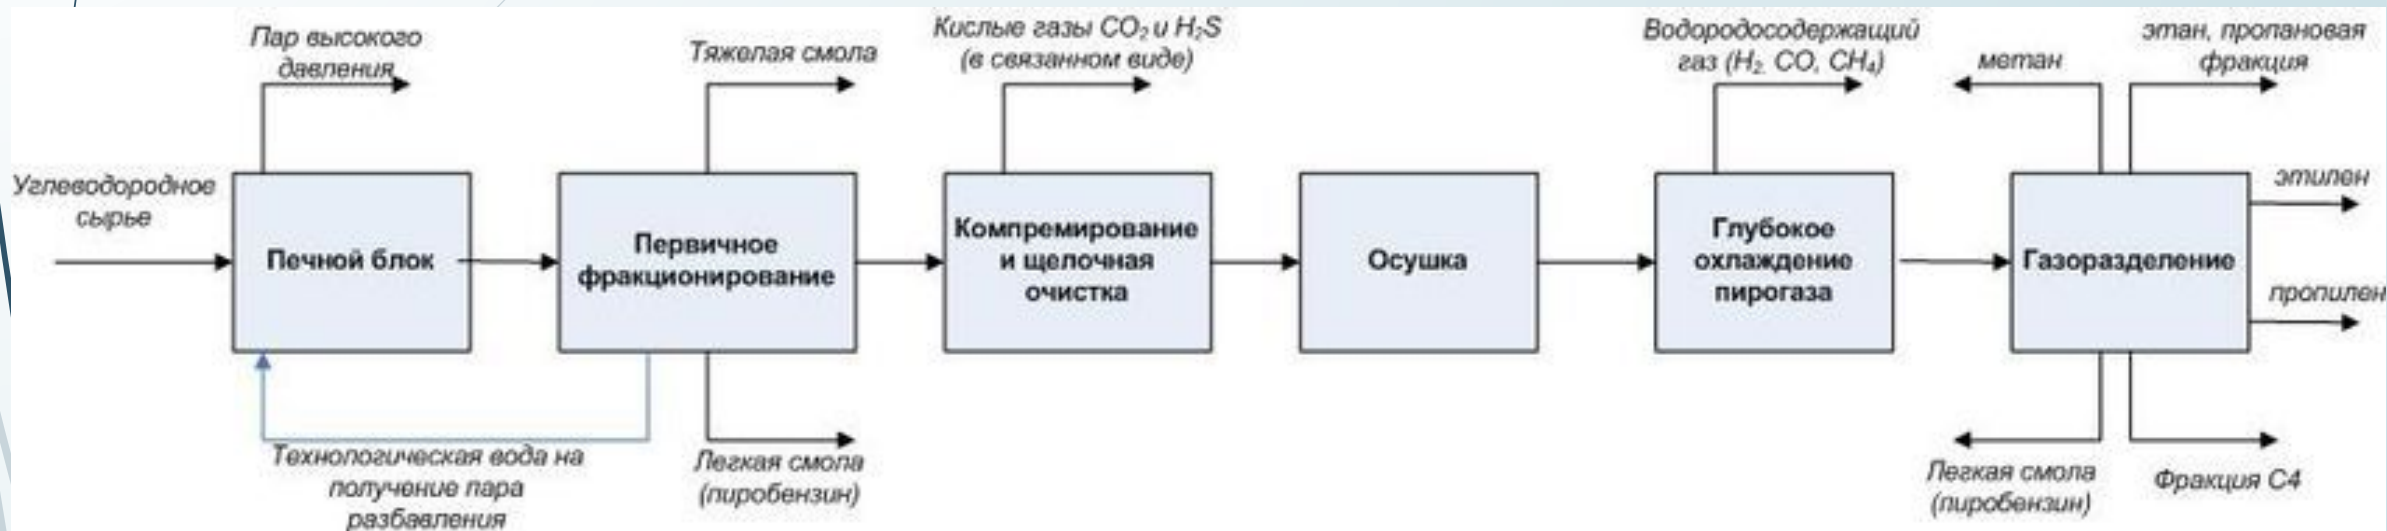 Пар высокого
давления
Тяжелая смола
Кислые газы CO₂ и H₂S
(в связанном виде)
Водородосодержащий
газ (H₂, CO, CH₄)
метан
этан, пропановая
фракция
Углеводородное
сырье
Печной блок
Первичное
фракционирование
Компремирование
и щелочная
очистка
Осушка
Глубокое
охлаждение
пирогаза
Газоразделение
этилен
пропилен
Технологическая вода на
получение пара
разбавления
Легкая смола
(пиробензин)
Легкая смола
(пиробензин)
Фракция С4